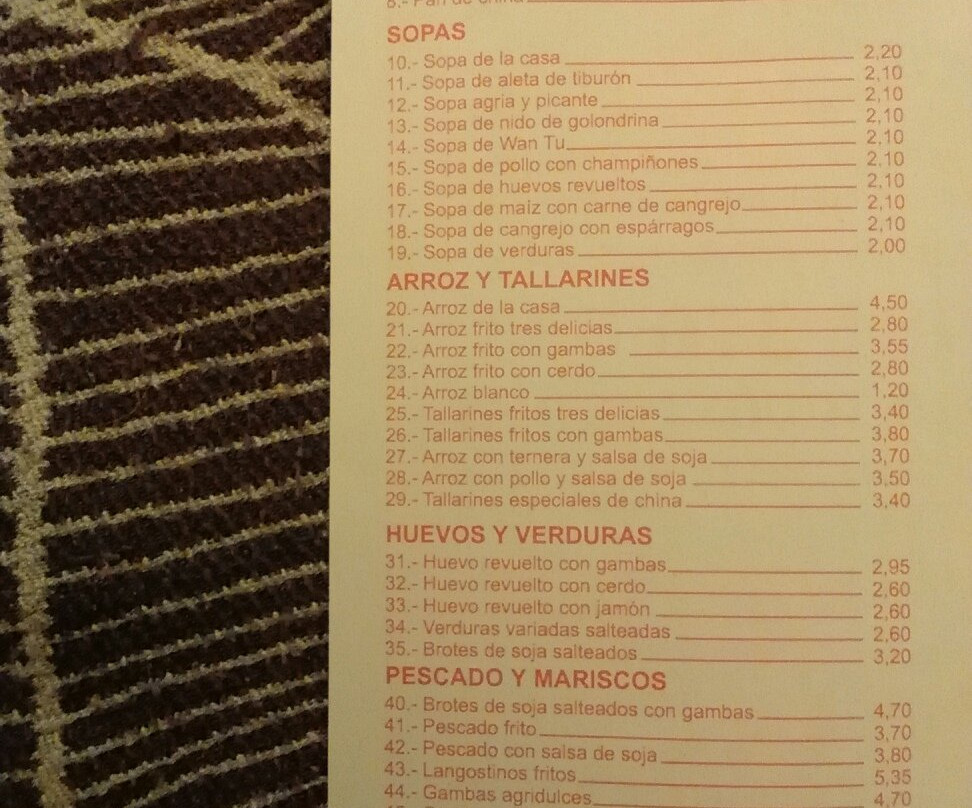 8.- Pan de china
SOPAS
10.- Sopa de la casa 2,20
11.- Sopa de aleta de tiburón 2,10
12.- Sopa agria y picante 2,10
13.- Sopa de nido de golondrina 2,10
14.- Sopa de Wan Tu 2,10
15.- Sopa de pollo con champiñones 2,10
16.- Sopa de huevos revueltos 2,10
17.- Sopa de maiz con carne de cangrejo 2,10
18.- Sopa de cangrejo con espárragos 2,10
19.- Sopa de verduras 2,00
ARROZ Y TALLARINES
20.- Arroz de la casa 4,50
21.- Arroz frito tres delicias 2,80
22.- Arroz frito con gambas 3,55
23.- Arroz frito con cerdo 2,80
24.- Arroz blanco 1,20
25.- Tallarines fritos tres delicias 3,40
26.- Tallarines fritos con gambas 3,80
27.- Arroz con ternera y salsa de soja 3,70
28.- Arroz con pollo y salsa de soja 3,50
29.- Tallarines especiales de china 3,40
HUEVOS Y VERDURAS
31.- Huevo revuelto con gambas 2,95
32.- Huevo revuelto con cerdo 2,60
33.- Huevo revuelto con jamón 2,60
34.- Verduras variadas salteadas 2,60
35.- Brotes de soja salteados 3,20
PESCADO Y MARISCOS
40.- Brotes de soja salteados con gambas 4,70
41.- Pescado frito 3,70
42.- Pescado con salsa de soja 3,80
43.- Langostinos fritos 5,35
44.- Gambas agridulces 4,70